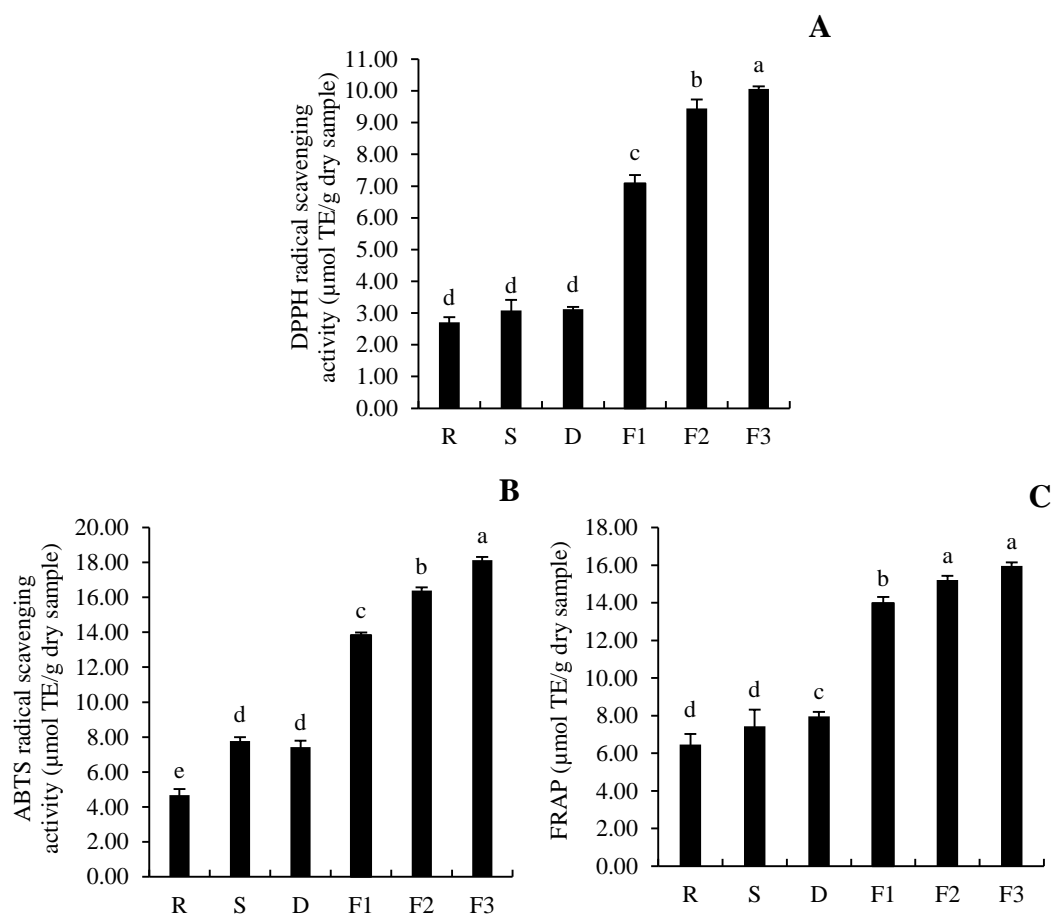 A
DPPH radical scavenging
activity (µmol TE/g dry sample)
11.00
10.00
9.00
8.00
7.00
6.00
5.00
4.00
3.00
2.00
1.00
0.00
d
d
d
c
b
a
R S D F1 F2 F3
B
ABTS radical scavenging
activity (µmol TE/g dry sample)
20.00
18.00
16.00
14.00
12.00
10.00
8.00
6.00
4.00
2.00
0.00
e
d
d
c
b
a
R S D F1 F2 F3
C
FRAP (µmol TE/g dry sample)
18.00
16.00
14.00
12.00
10.00
8.00
6.00
4.00
2.00
0.00
d
d
c
b
a
a
R S D F1 F2 F3